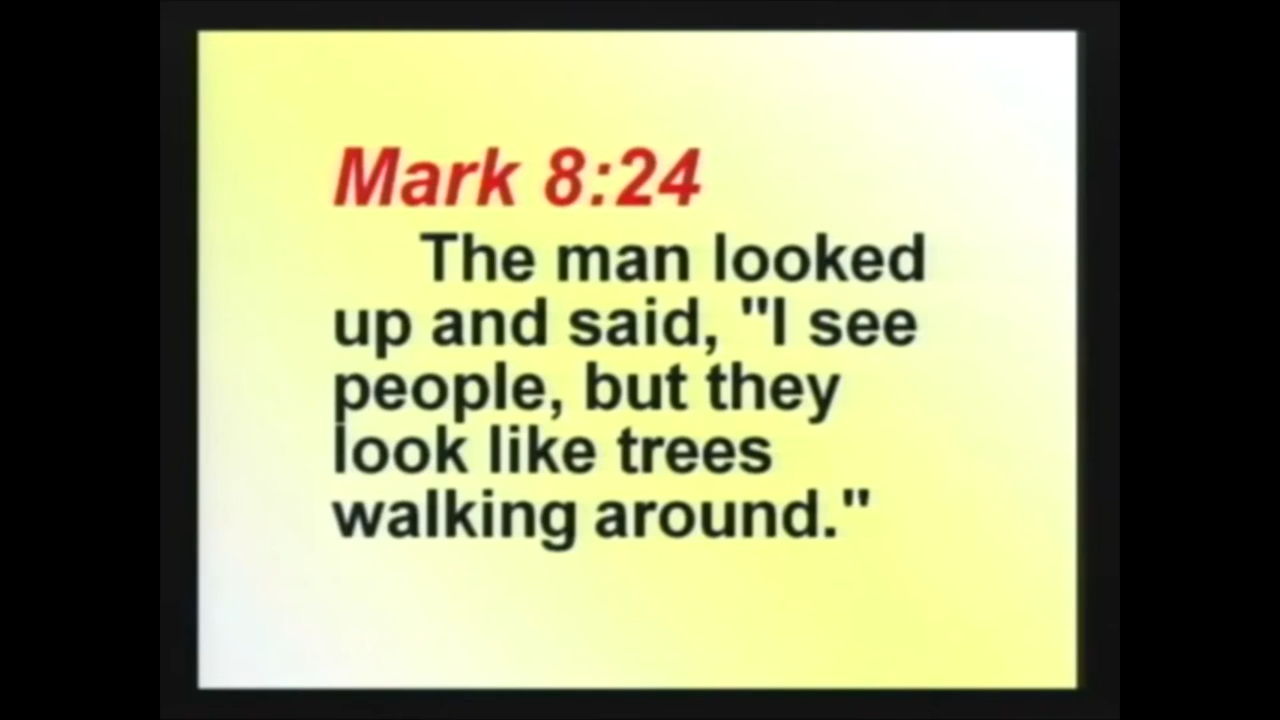 Mark 8:24
The man looked
up and said, "I see
people, but they
look like trees
walking around."